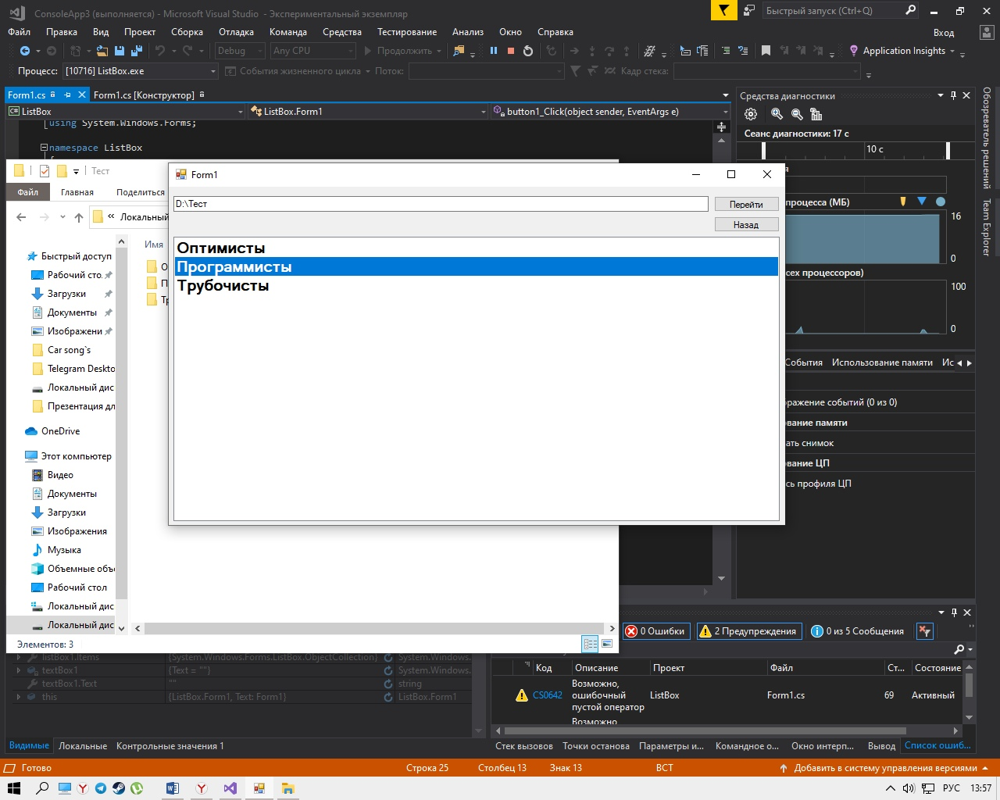 ConsoleApp3 (выполняется) - Microsoft Visual Studio - Экспериментальный экземпляр
Быстрый запуск (Ctrl+Q)
Файл Правка Вид Проект Сборка Отладка Команда Средства Тестирование Анализ Окно Справка
Вход
Debug Any CPU Продолжить Application Insights
Процесс: [10716] ListBox.exe События жизненного цикла Поток: Кадр стека:
Form1.cs Form1.cs [Конструктор]
ListBox ListBox.Form1 button1_Click(object sender, EventArgs e)
using System.Windows.Forms;
namespace ListBox
Тест
Файл Главная Поделиться
« Локальный
Имя
Быстрый доступ
Рабочий сто.
Загрузки
Документы
Изображени
Car song`s
Telegram Deskto
Локальный дис
Презентация дл
OneDrive
Этот компьютер
Видео
Документы
Загрузки
Изображения
Музыка
Объемные объ
Рабочий стол
Локальный дис
Локальный дис
О
П
Тр
Элементов: 3
Form1
D:\Тест
Перейти
Назад
Оптимисты
Программисты
Трубочисты
Средства диагностики
Сеанс диагностики: 17 с
10 с
процесса (МБ)
16
0
16
0
сех процессоров)
100
0
События Использование памяти Ис
ражение событий (0 из 0)
вание памяти
ать снимок
вание ЦП
сь профиля ЦП
Обозреватель решений
Team Explorer
listBox1.Items {System.Windows.Forms.ListBox.ObjectCollection} System.Windows.
textBox1 {Text = ""} System.Windows.
textBox1.Text "" string
this {ListBox.Form1, Text: Form1} ListBox.Form1
Видимые Локальные Контрольные значения 1
0 Ошибки 2 Предупреждения 0 из 5 Сообщения
Код Описание Проект Файл Ст... Состояние
CS0642 Возможно, ошибочный пустой оператор ListBox Form1.cs 69 Активный
Возможно
Стек вызовов Точки останова Параметры и... Командное о... Окно интерп... Вывод Список ошиб...
Готово Строка 25 Столбец 13 Знак 13 ВСТ Добавить в систему управления версиями
РУС 13:57